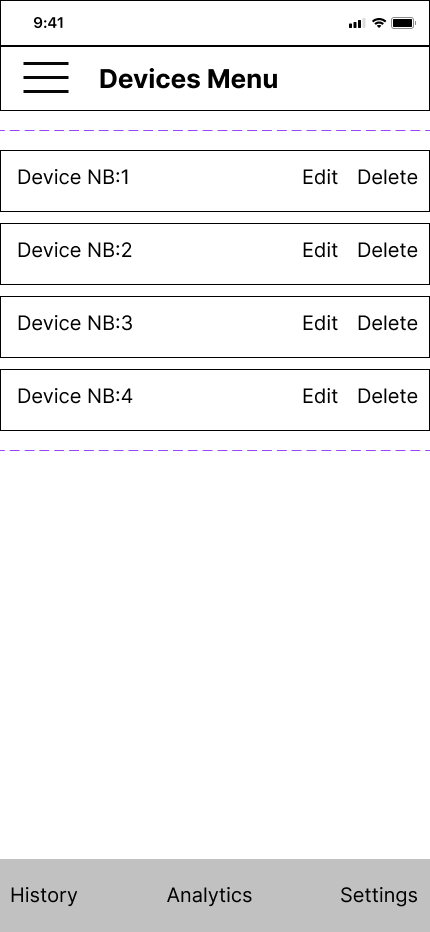 9:41
Devices Menu
Device NB:1 Edit Delete
Device NB:2 Edit Delete
Device NB:3 Edit Delete
Device NB:4 Edit Delete
History Analytics Settings